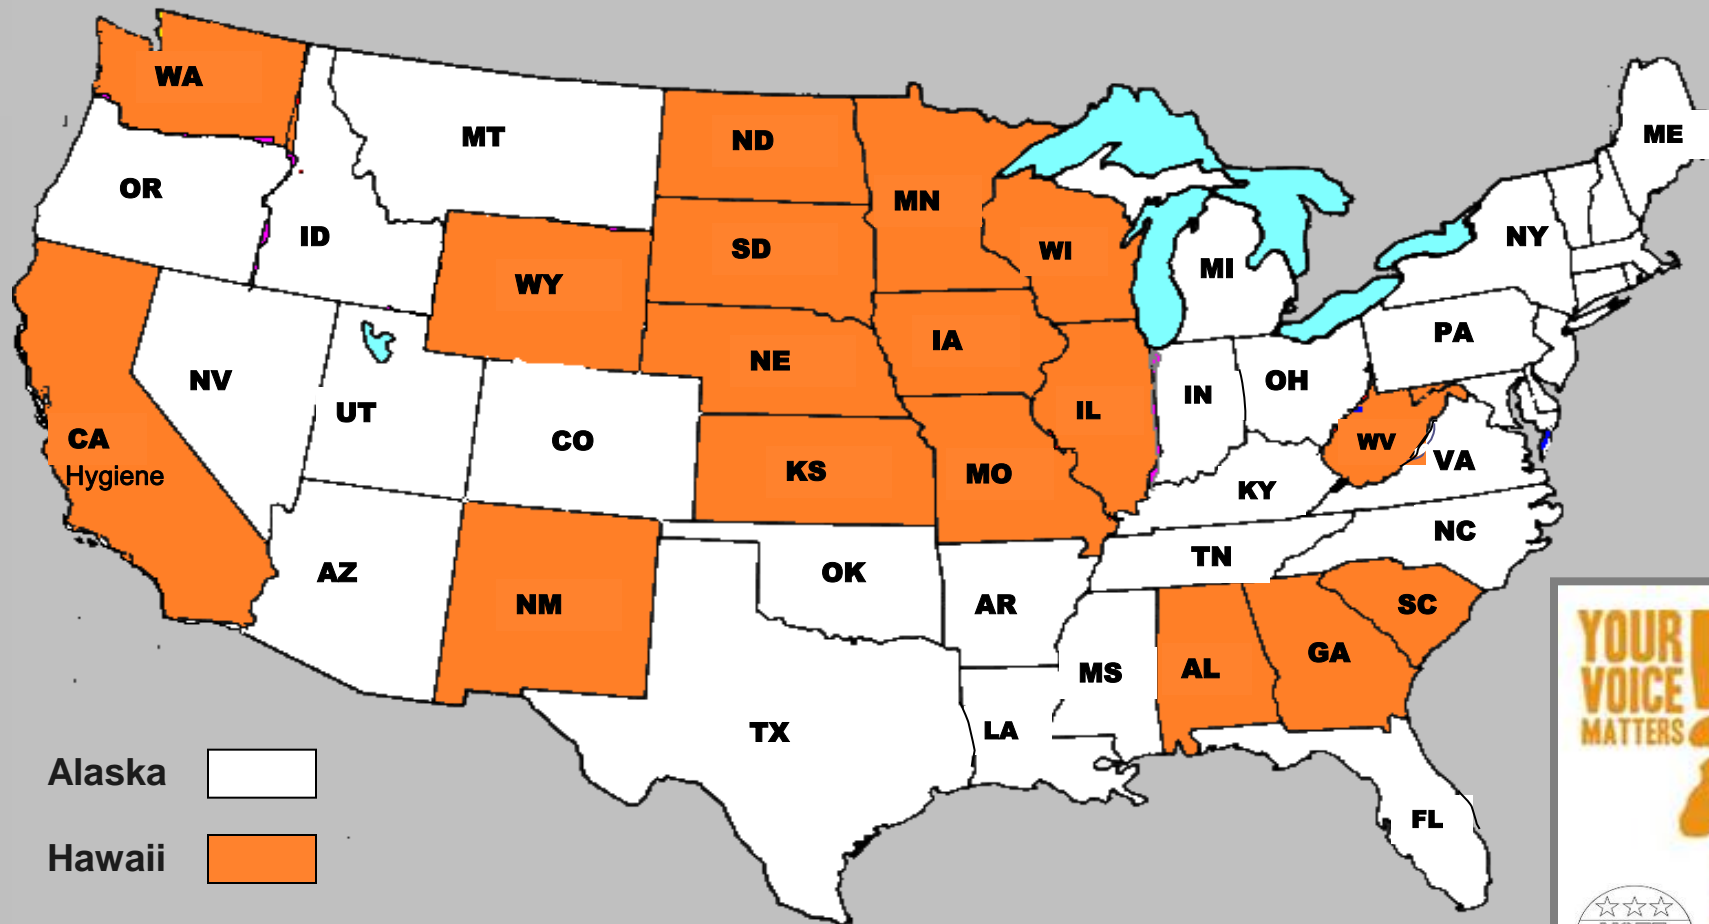 WA
MT
ND
MN
ME
OR
ID
SD
WI
NY
MI
WY
IA
PA
NE
NV
UT
IN
OH
IL
CO
CA
Hygiene
KS
MO
WV
VA
KY
NC
TN
AZ
OK
NM
AR
SC
AL
GA
MS
TX
LA
FL
Alaska
Hawaii
YOUR
VOICE
MATTERS